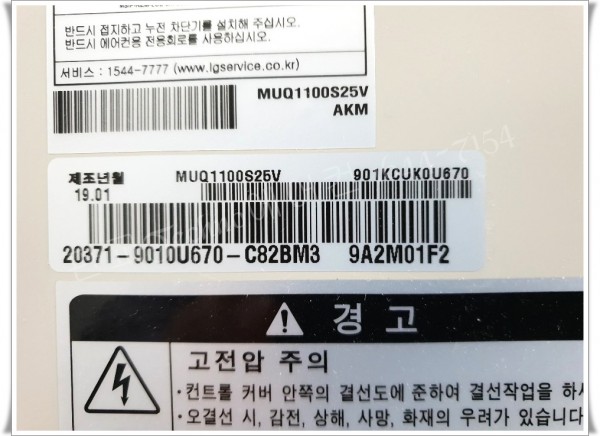 반드시 접지하고 누전 차단기를 설치해 주십시오.
반드시 에어컨용 전용회로를 사용하십시오.
서비스 : 1544-7777 (www.lgservice.co.kr)
MUQ1100S25V
AKM
제조년월 MUQ1100S25V 901KCUK0U670
19.01
20371-9010U670-C82BM3 9A2M01F2
경 고
고전압 주의
·컨트롤 커버 안쪽의 결선도에 준하여 결선작업을 하
·오결선 시, 감전, 상해, 사망, 화재의 우려가 있습니다